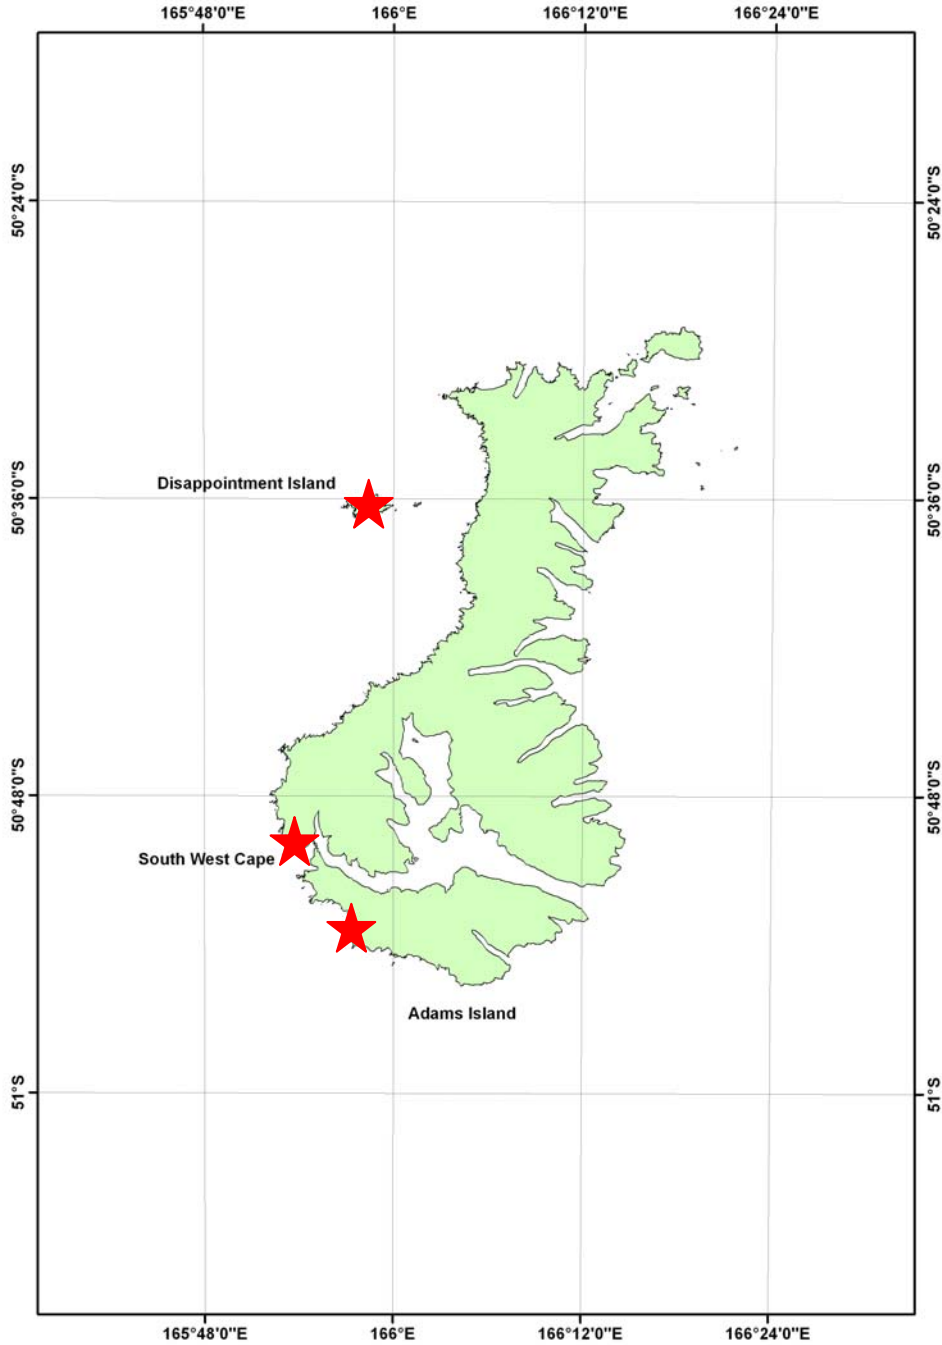 165°48'0"E 166°E 166°12'0"E 166°24'0"E
50°24'0"S 50°24'0"S
Disappointment Island
50°36'0"S 50°36'0"S
50°48'0"S 50°48'0"S
South West Cape
Adams Island
51°S 51°S
165°48'0"E 166°E 166°12'0"E 166°24'0"E